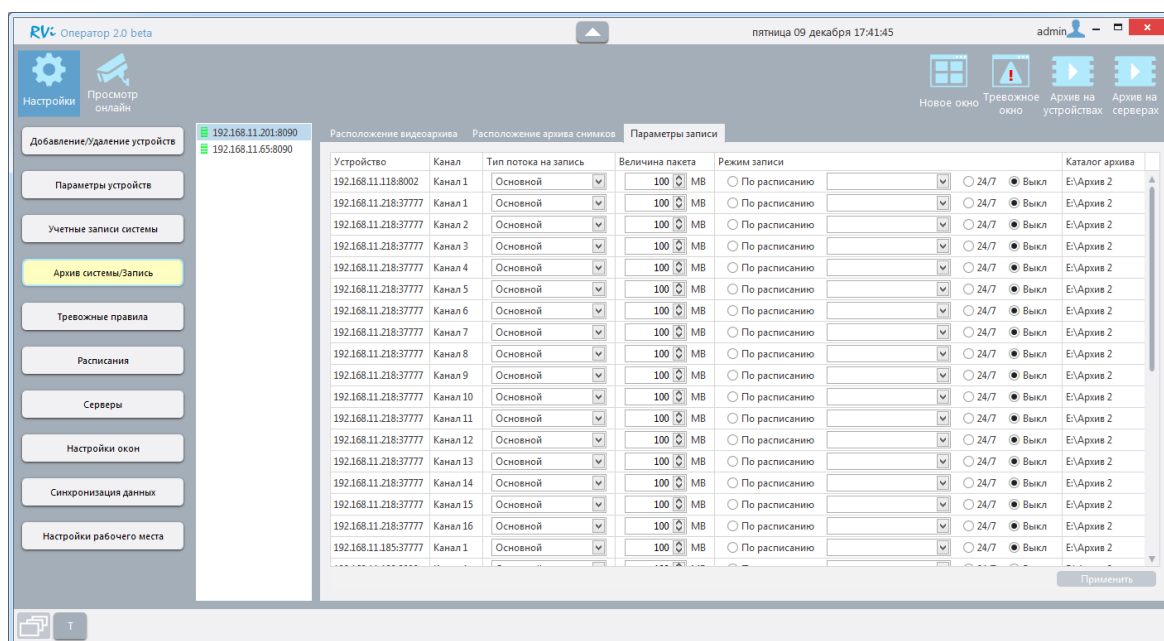 RVi Оператор 2.0 beta пятница 09 декабря 17:41:45 admin
Настройки
Просмотр онлайн
Новое окно
Тревожное окно
Архив на устройствах
Архив на серверах
Добавление/Удаление устройств
Параметры устройств
Учетные записи системы
Архив системы/Запись
Тревожные правила
Расписания
Серверы
Настройки окон
Синхронизация данных
Настройки рабочего места
192.168.11.201:8090
192.168.11.65:8090
Расположение видеоархива Расположение архива снимков Параметры записи
Устройство Канал Тип потока на запись Величина пакета Режим записи Каталог архива
192.168.11.118:8002 Канал 1 Основной 100 MB По расписанию 24/7 Выкл E:\Архив 2
192.168.11.218:37777 Канал 1 Основной 100 MB По расписанию 24/7 Выкл E:\Архив 2
192.168.11.218:37777 Канал 2 Основной 100 MB По расписанию 24/7 Выкл E:\Архив 2
192.168.11.218:37777 Канал 3 Основной 100 MB По расписанию 24/7 Выкл E:\Архив 2
192.168.11.218:37777 Канал 4 Основной 100 MB По расписанию 24/7 Выкл E:\Архив 2
192.168.11.218:37777 Канал 5 Основной 100 MB По расписанию 24/7 Выкл E:\Архив 2
192.168.11.218:37777 Канал 6 Основной 100 MB По расписанию 24/7 Выкл E:\Архив 2
192.168.11.218:37777 Канал 7 Основной 100 MB По расписанию 24/7 Выкл E:\Архив 2
192.168.11.218:37777 Канал 8 Основной 100 MB По расписанию 24/7 Выкл E:\Архив 2
192.168.11.218:37777 Канал 9 Основной 100 MB По расписанию 24/7 Выкл E:\Архив 2
192.168.11.218:37777 Канал 10 Основной 100 MB По расписанию 24/7 Выкл E:\Архив 2
192.168.11.218:37777 Канал 11 Основной 100 MB По расписанию 24/7 Выкл E:\Архив 2
192.168.11.218:37777 Канал 12 Основной 100 MB По расписанию 24/7 Выкл E:\Архив 2
192.168.11.218:37777 Канал 13 Основной 100 MB По расписанию 24/7 Выкл E:\Архив 2
192.168.11.218:37777 Канал 14 Основной 100 MB По расписанию 24/7 Выкл E:\Архив 2
192.168.11.218:37777 Канал 15 Основной 100 MB По расписанию 24/7 Выкл E:\Архив 2
192.168.11.218:37777 Канал 16 Основной 100 MB По расписанию 24/7 Выкл E:\Архив 2
192.168.11.185:37777 Канал 1 Основной 100 MB По расписанию 24/7 Выкл E:\Архив 2
Применить
T